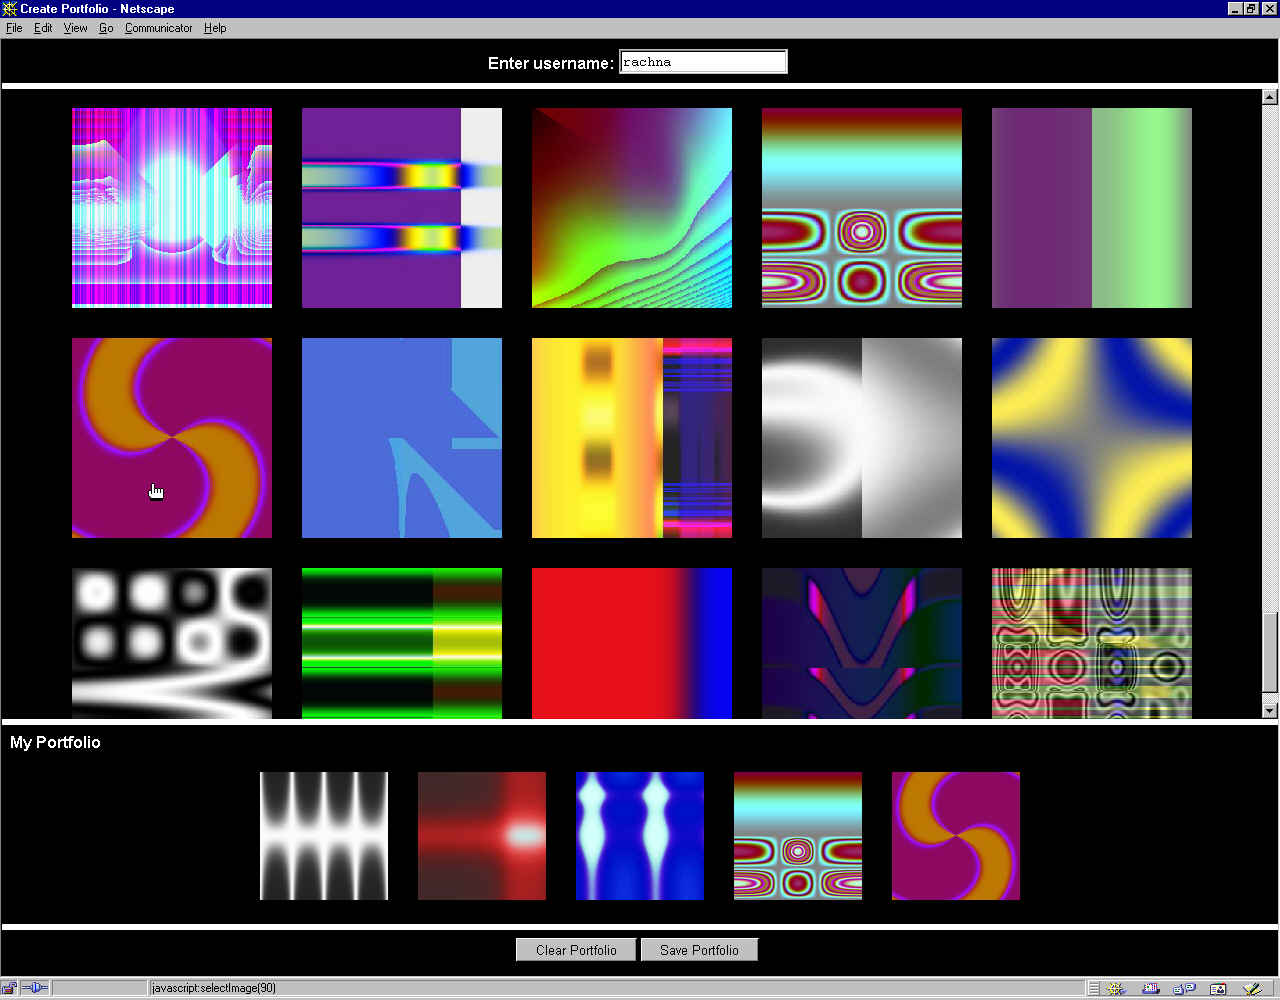 Create Portfolio - Netscape
File Edit View Go Communicator Help
Enter username: rachna
My Portfolio
Clear Portfolio Save Portfolio
javascript:selectImage(90)